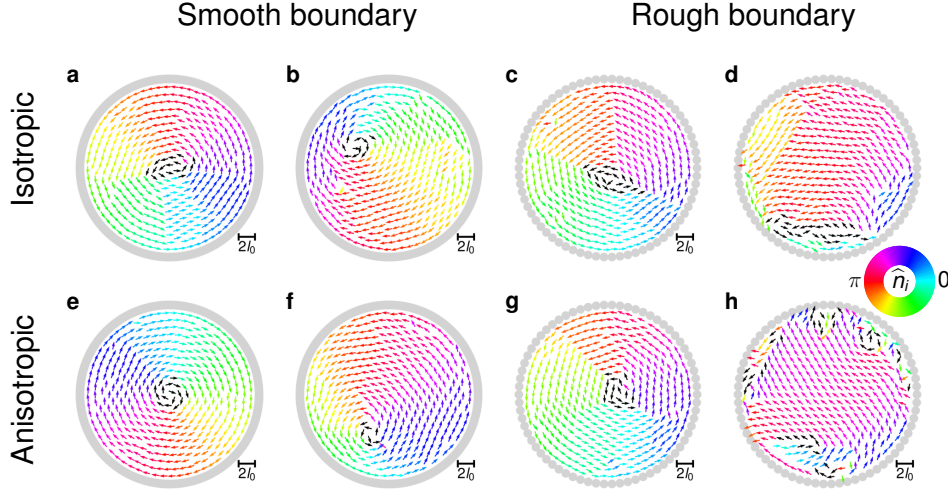 Smooth boundary
Rough boundary
Isotropic
a
b
c
d
2l₀
2l₀
2l₀
2l₀
π
n̂ᵢ
0
Anisotropic
e
f
g
h
2l₀
2l₀
2l₀
2l₀